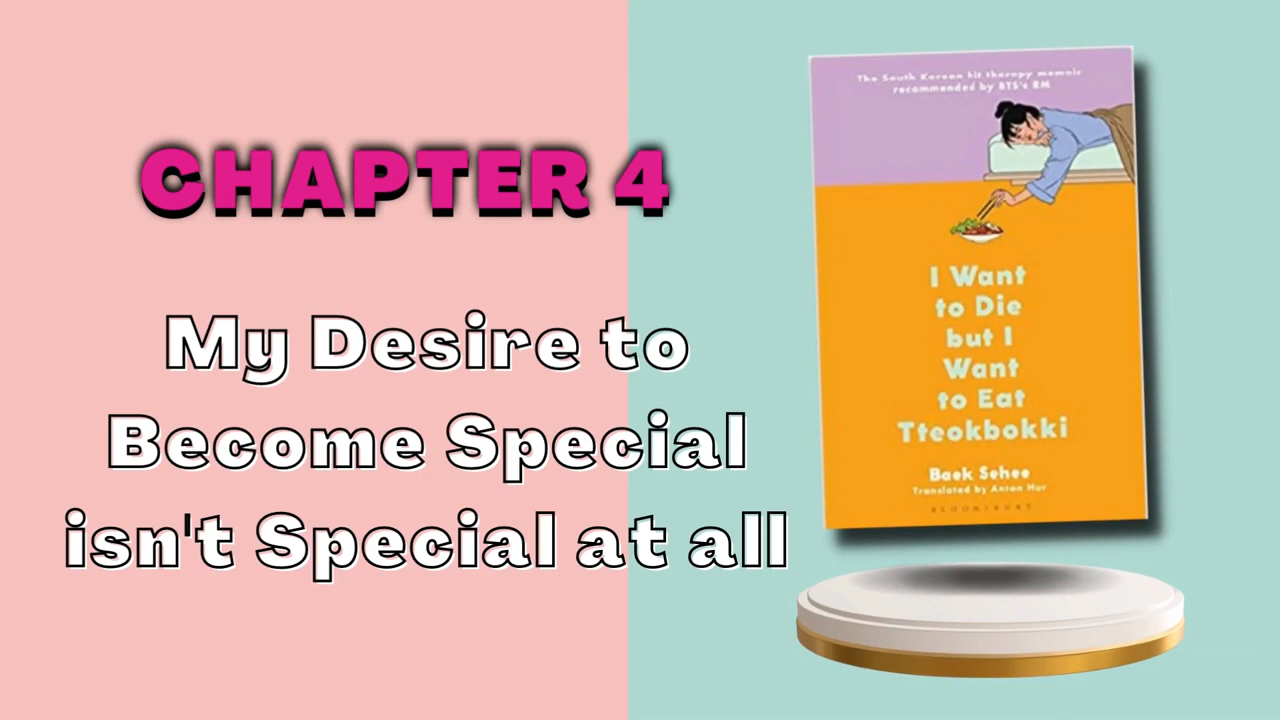 CHAPTER 4
My Desire to
Become Special
isn't Special at all
The South Korean hit therapy memoir
recommended by BTS's RM
I Want
to Die
but I
Want
to Eat
Tteokbokki
Baek Sehee
Translated by Anton Hur
BLOOMSBURY